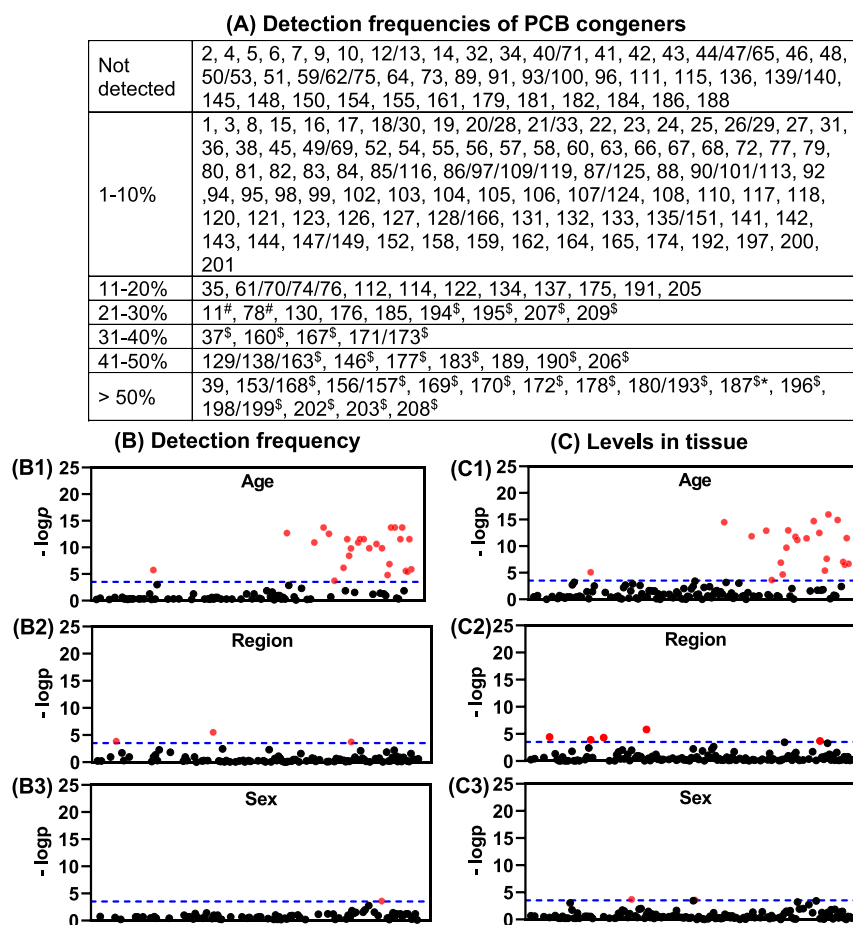 (A) Detection frequencies of PCB congeners
Not detected
2, 4, 5, 6, 7, 9, 10, 12/13, 14, 32, 34, 40/71, 41, 42, 43, 44/47/65, 46, 48,
50/53, 51, 59/62/75, 64, 73, 89, 91, 93/100, 96, 111, 115, 136, 139/140,
145, 148, 150, 154, 155, 161, 179, 181, 182, 184, 186, 188
1-10%
1, 3, 8, 15, 16, 17, 18/30, 19, 20/28, 21/33, 22, 23, 24, 25, 26/29, 27, 31,
36, 38, 45, 49/69, 52, 54, 55, 56, 57, 58, 60, 63, 66, 67, 68, 72, 77, 79,
80, 81, 82, 83, 84, 85/116, 86/97/109/119, 87/125, 88, 90/101/113, 92
,94, 95, 98, 99, 102, 103, 104, 105, 106, 107/124, 108, 110, 117, 118,
120, 121, 123, 126, 127, 128/166, 131, 132, 133, 135/151, 141, 142,
143, 144, 147/149, 152, 158, 159, 162, 164, 165, 174, 192, 197, 200,
201
11-20%
35, 61/70/74/76, 112, 114, 122, 134, 137, 175, 191, 205
21-30%
11#, 78#, 130, 176, 185, 194$, 195$, 207$, 209$
31-40%
37$, 160$, 167$, 171/173$
41-50%
129/138/163$, 146$, 177$, 183$, 189, 190$, 206$
> 50%
39, 153/168$, 156/157$, 169$, 170$, 172$, 178$, 180/193$, 187$*, 196$,
198/199$, 202$, 203$, 208$
(B) Detection frequency
(C) Levels in tissue
(B1)
25
20
15
10
5
0
- logp
Age
(C1)
25
20
15
10
5
0
- logp
Age
(B2)
25
20
15
10
5
0
- logp
Region
(C2)
25
20
15
10
5
0
- logp
Region
(B3)
25
20
15
10
5
0
- logp
Sex
(C3)
25
20
15
10
5
0
- logp
Sex